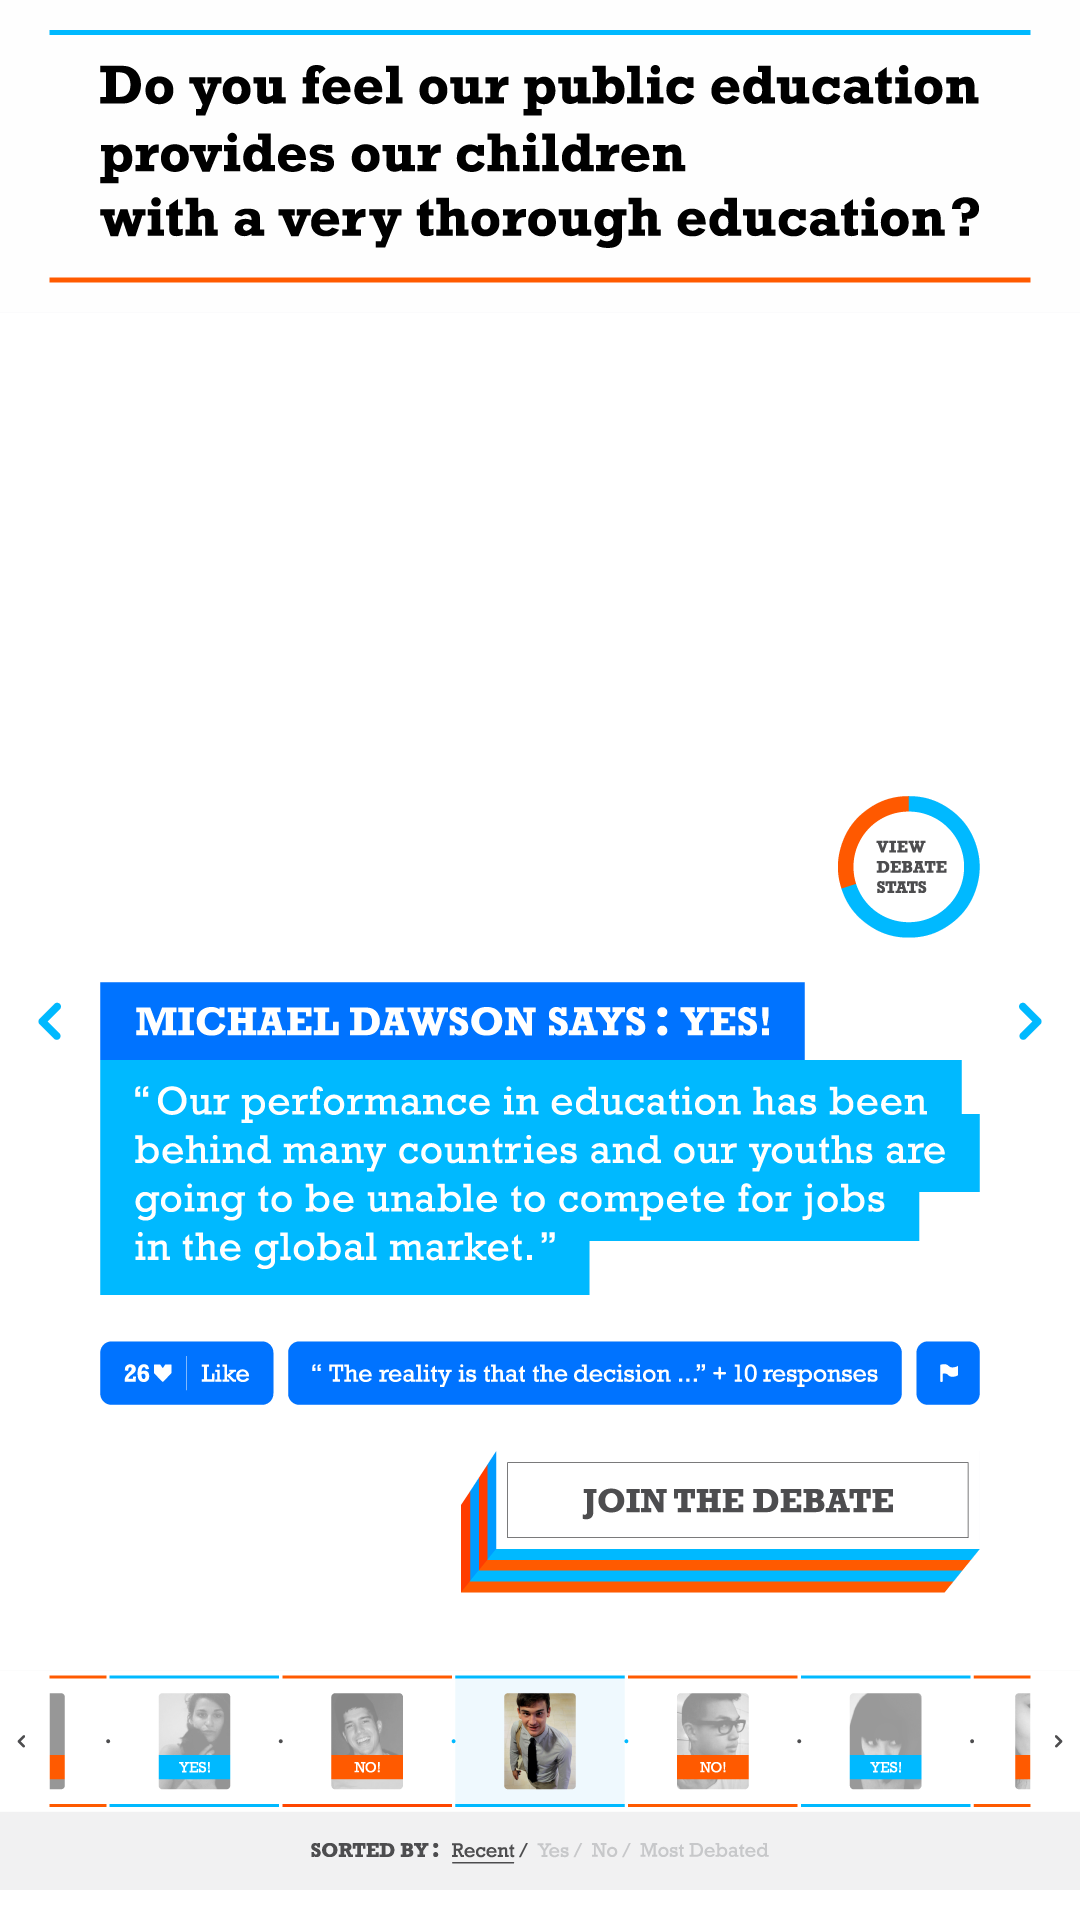 Do you feel our public education
provides our children
with a very thorough education?
VIEW
DEBATE
STATS
MICHAEL DAWSON SAYS : YES!
“ Our performance in education has been
behind many countries and our youths are
going to be unable to compete for jobs
in the global market. ”
26 Like
“ The reality is that the decision ...” + 10 responses
JOIN THE DEBATE
YES!
NO!
NO!
YES!
SORTED BY : Recent / Yes / No / Most Debated